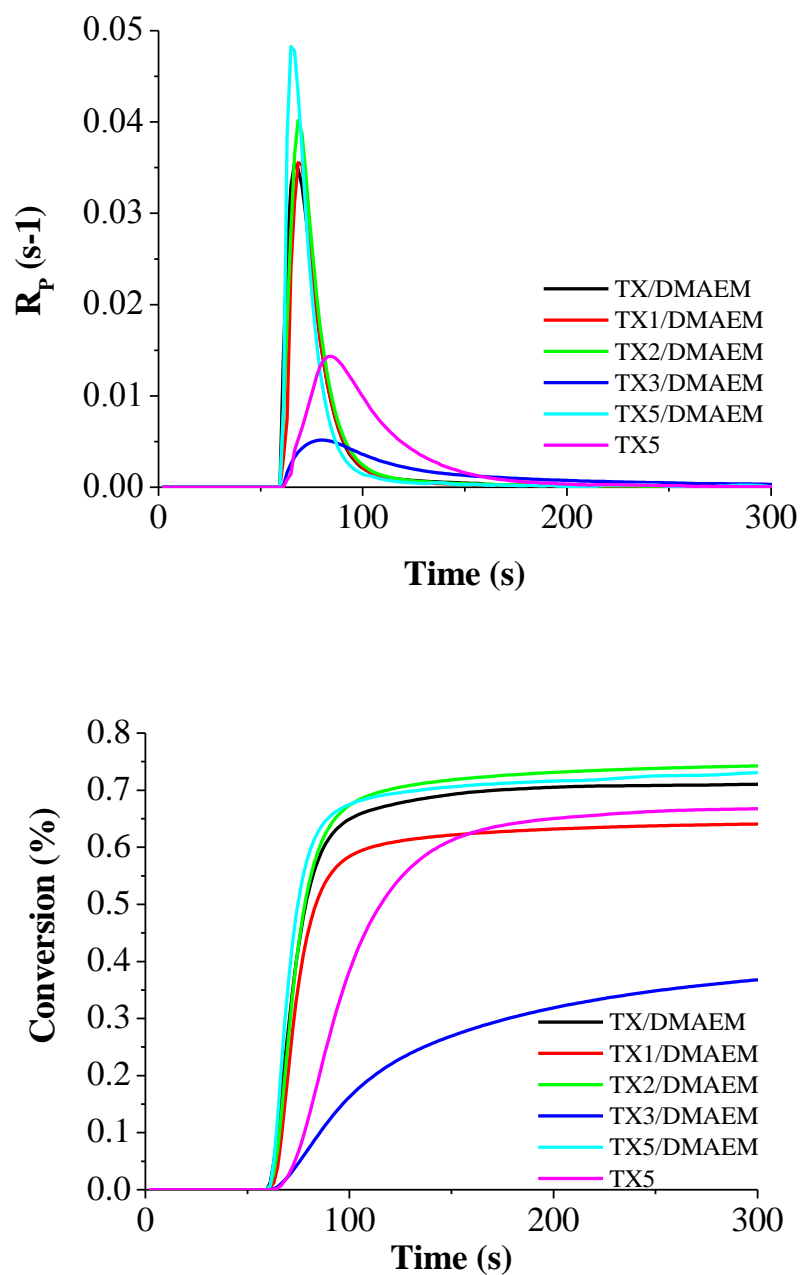 0.05
0.04
0.03
0.02
0.01
0.00
R_P (s-1)
0
100
200
300
Time (s)
TX/DMAEM
TX1/DMAEM
TX2/DMAEM
TX3/DMAEM
TX5/DMAEM
TX5
0.8
0.7
0.6
0.5
0.4
0.3
0.2
0.1
0.0
Conversion (%)
0
100
200
300
Time (s)
TX/DMAEM
TX1/DMAEM
TX2/DMAEM
TX3/DMAEM
TX5/DMAEM
TX5